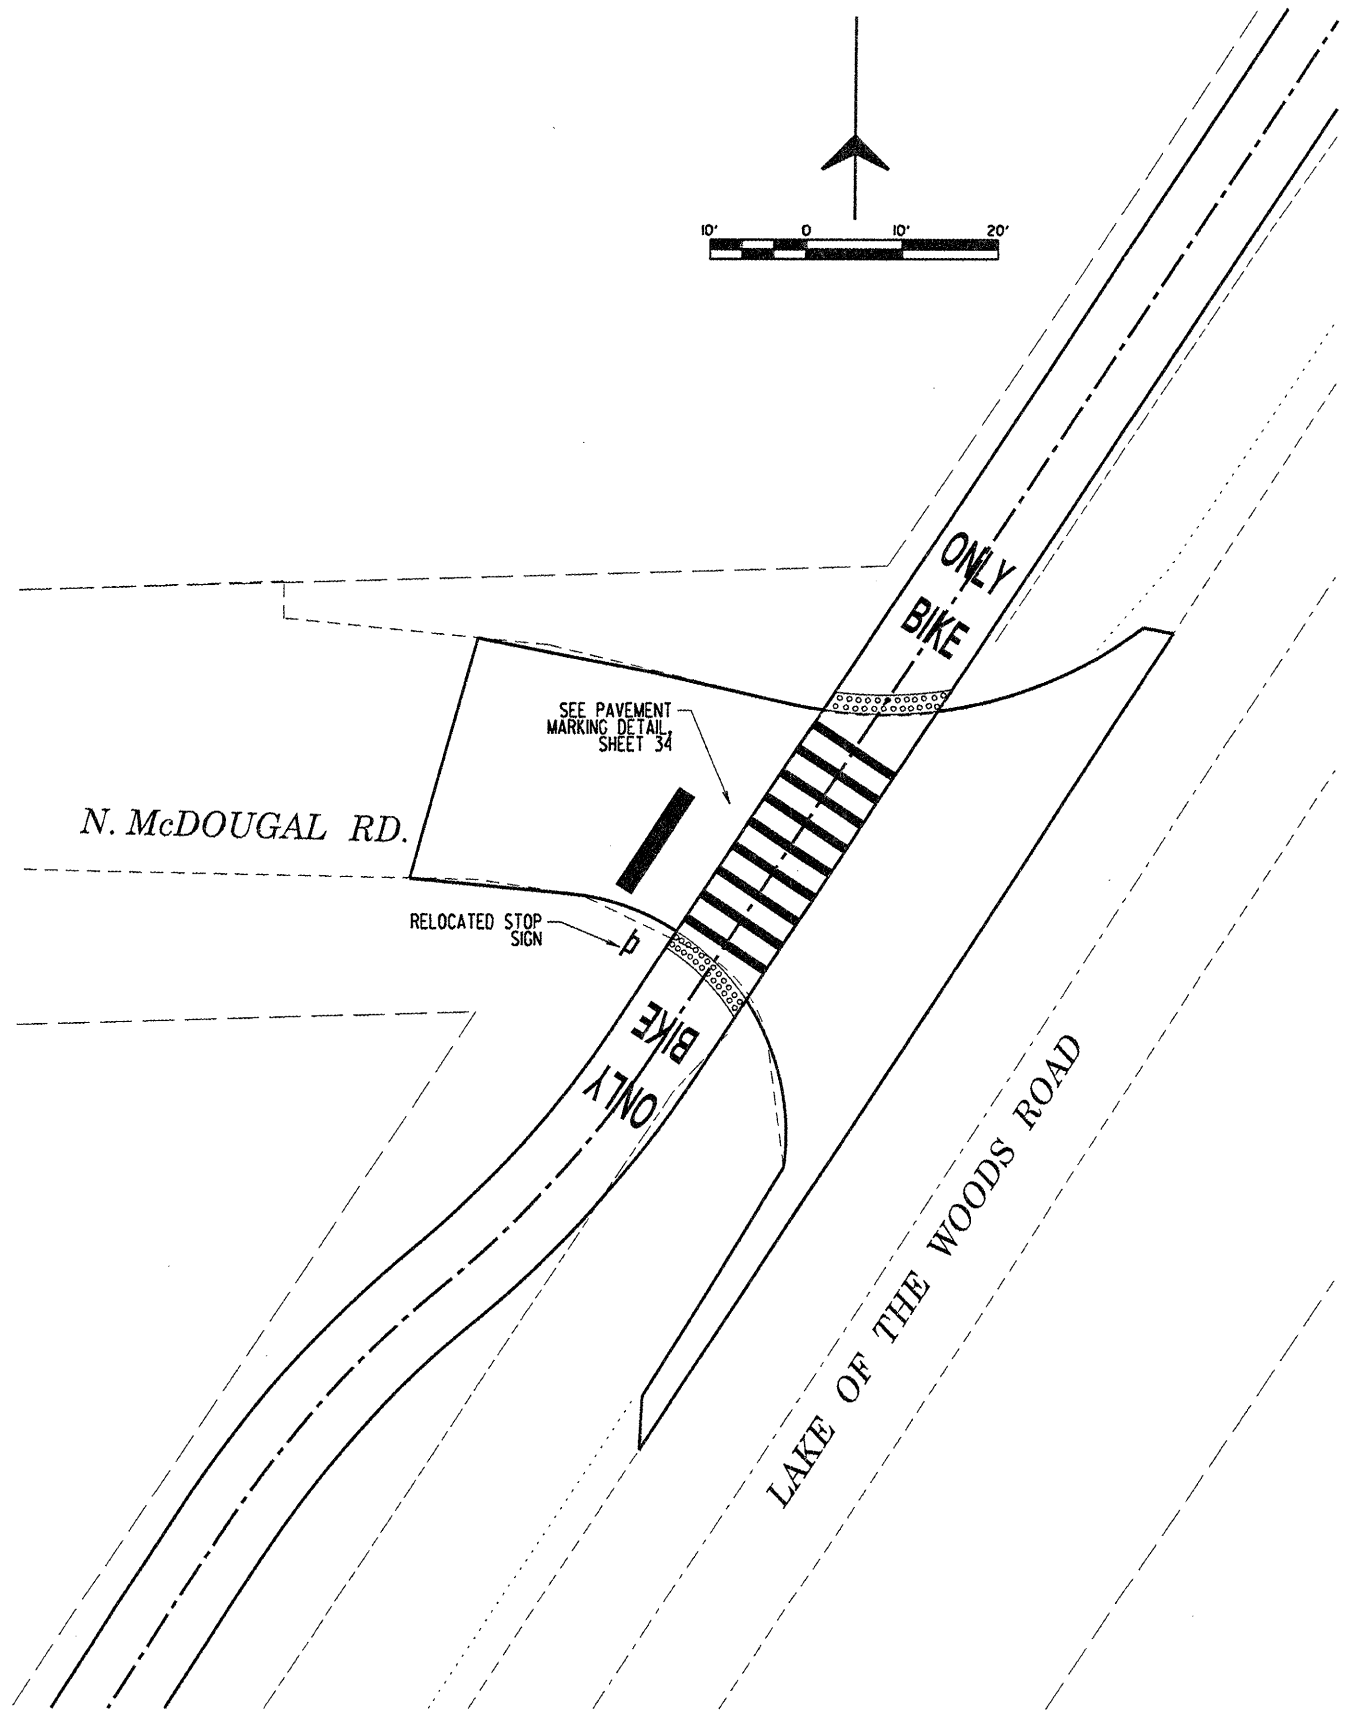 10' 0 10' 20'
ONLY
BIKE
SEE PAVEMENT
MARKING DETAIL,
SHEET 34
N. McDOUGAL RD.
RELOCATED STOP
SIGN
BIKE
ONLY
LAKE OF THE WOODS ROAD